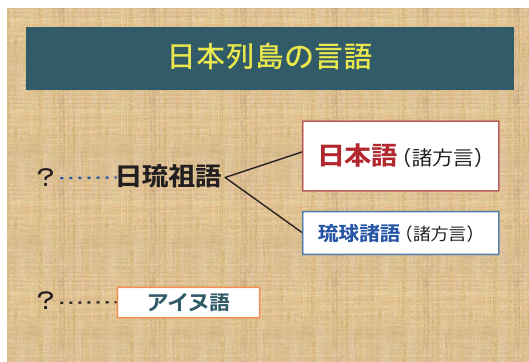 日本列島の言語
日本語（諸方言）
？ 日琉祖語
琉球諸語（諸方言）
？ アイヌ語